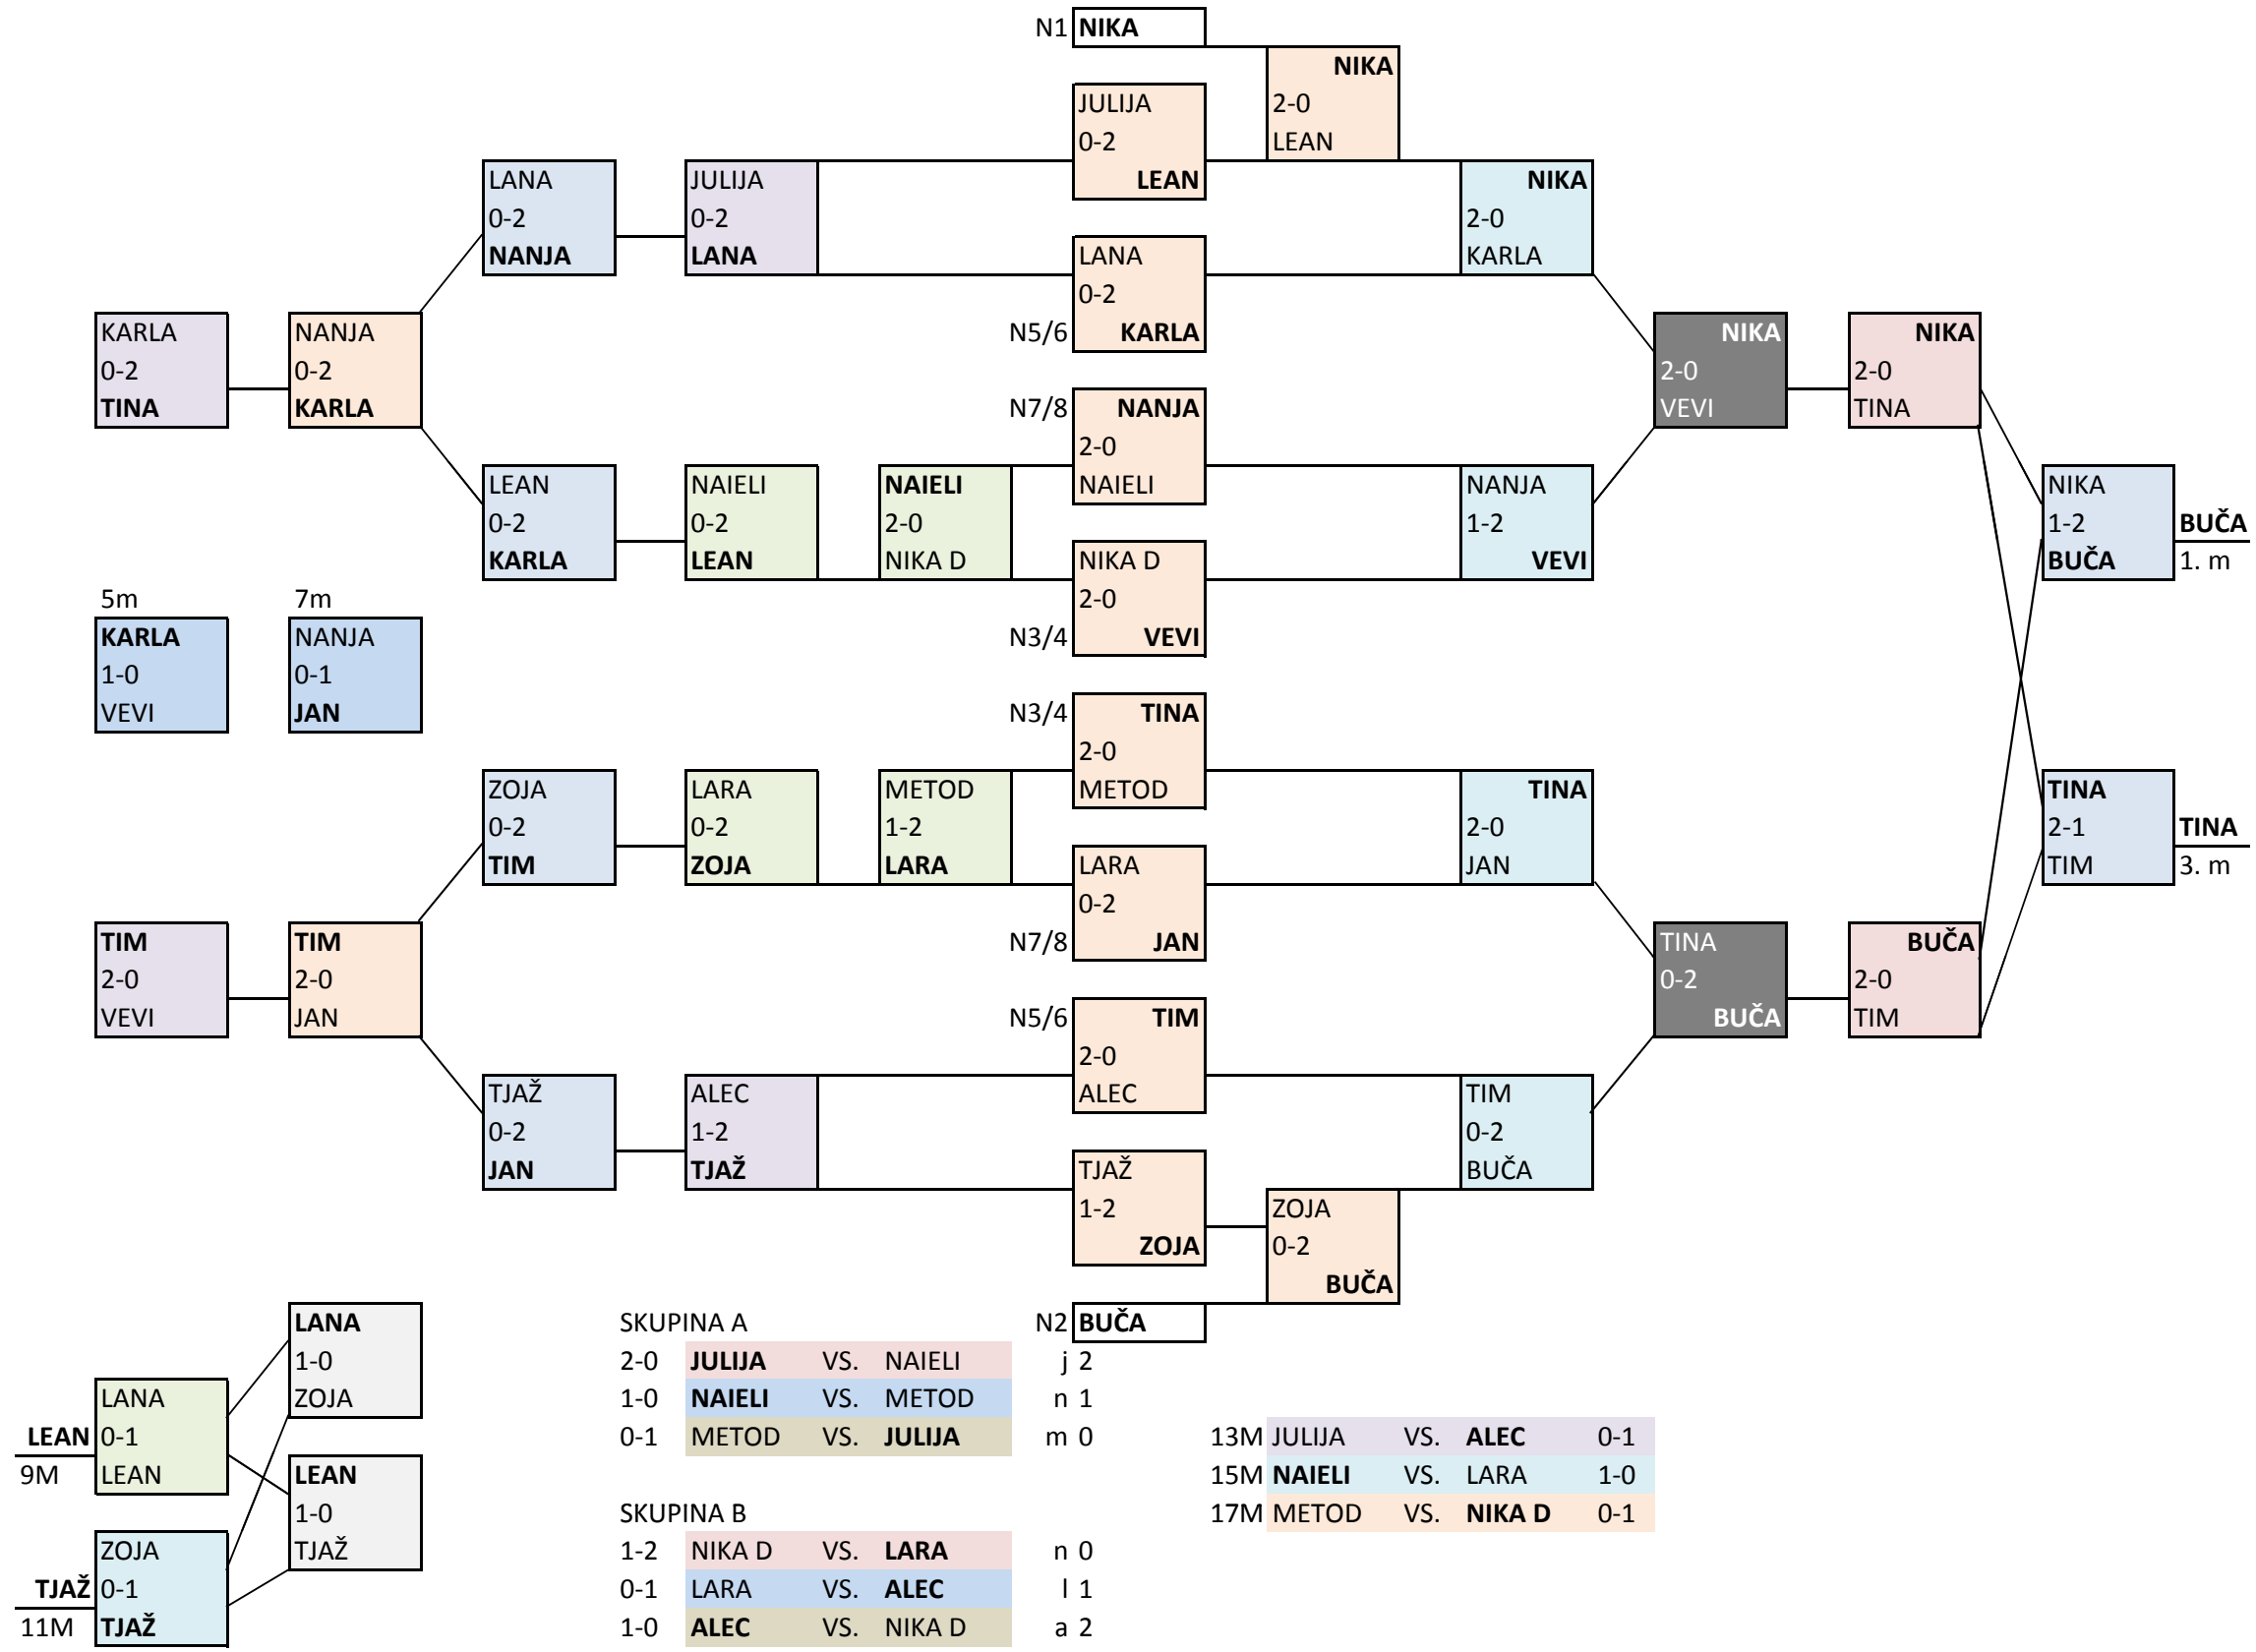 N1 NIKA
NIKA
2-0
LEAN
JULIJA
0-2
LEAN
LANA
0-2
NANJA
JULIJA
0-2
LANA
LANA
0-2
N5/6 KARLA
NIKA
2-0
KARLA
KARLA
0-2
TINA
NANJA
0-2
KARLA
N7/8 NANJA
2-0
NAIELI
NIKA
2-0
VEVI
NIKA
2-0
TINA
LEAN
0-2
KARLA
NAIELI
0-2
LEAN
NAIELI
2-0
NIKA D
NIKA D
2-0
N3/4 VEVI
NANJA
1-2
VEVI
NIKA
1-2
BUČA
BUČA
1. m
5m
KARLA
1-0
VEVI
7m
NANJA
0-1
JAN
N3/4 TINA
2-0
METOD
ZOJA
0-2
TIM
LARA
0-2
ZOJA
METOD
1-2
LARA
LARA
0-2
N7/8 JAN
TINA
2-0
JAN
TINA
2-1
TIM
TINA
3. m
TIM
2-0
VEVI
TIM
2-0
JAN
N5/6 TIM
2-0
ALEC
TINA
0-2
BUČA
BUČA
2-0
TIM
TJAŽ
0-2
JAN
ALEC
1-2
TJAŽ
TJAŽ
1-2
ZOJA
TIM
0-2
BUČA
ZOJA
0-2
BUČA
N2 BUČA
LANA
1-0
ZOJA
LANA
0-1
LEAN
LEAN
9M
LEAN
1-0
TJAŽ
ZOJA
0-1
TJAŽ
TJAŽ
11M
SKUPINA A
2-0 JULIJA VS. NAIELI j 2
1-0 NAIELI VS. METOD n 1
0-1 METOD VS. JULIJA m 0
SKUPINA B
1-2 NIKA D VS. LARA n 0
0-1 LARA VS. ALEC l 1
1-0 ALEC VS. NIKA D a 2
13M JULIJA VS. ALEC 0-1
15M NAIELI VS. LARA 1-0
17M METOD VS. NIKA D 0-1